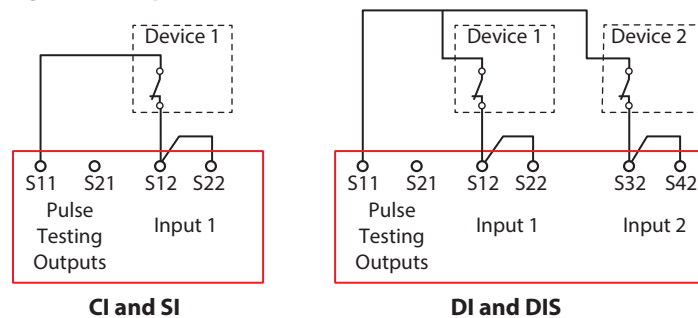 Device 1
S11 S21 S12 S22
Pulse
Testing
Outputs
Input 1
CI and SI
Device 1 Device 2
S11 S21 S12 S22 S32 S42
Pulse
Testing
Outputs
Input 1 Input 2
DI and DIS